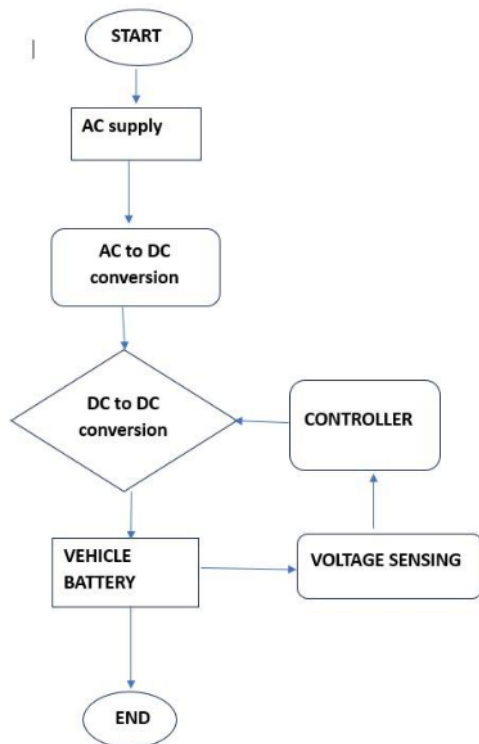 START
AC supply
AC to DC
conversion
DC to DC
conversion
CONTROLLER
VEHICLE
BATTERY
VOLTAGE SENSING
END